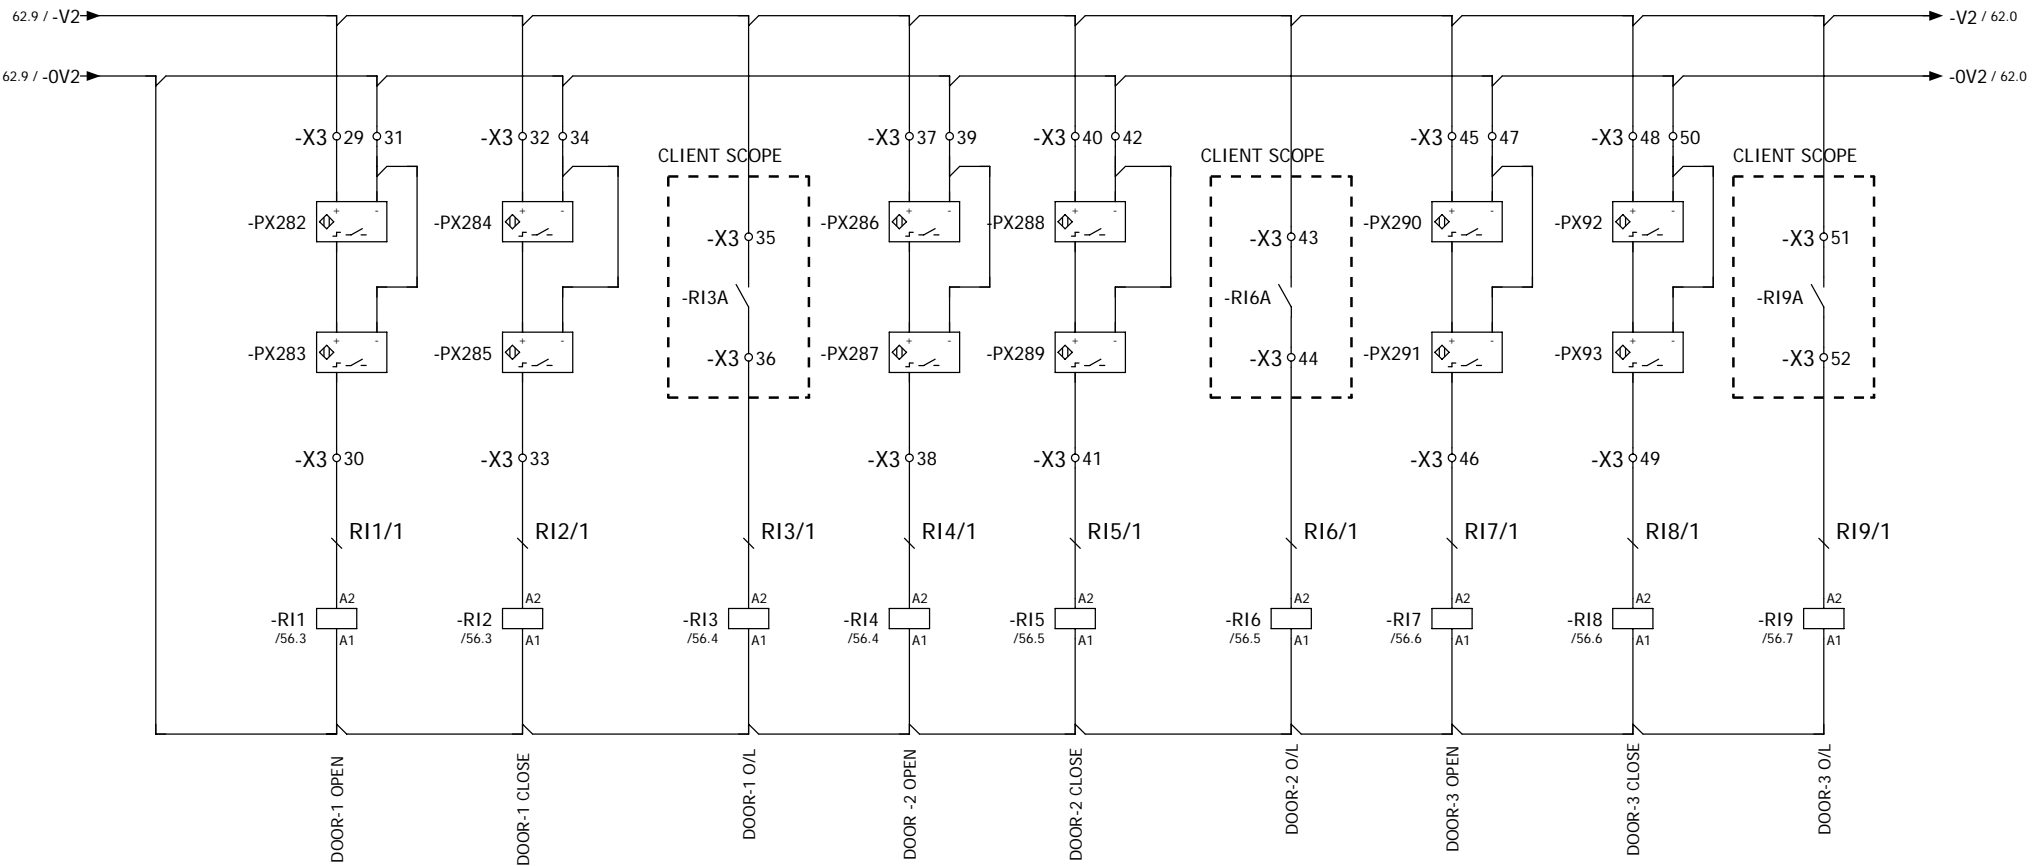 62.9 / -V2
-V2 / 62.0
62.9 / -0V2
-0V2 / 62.0
-X3 29 31
-X3 32 34
-X3 37 39
-X3 40 42
-X3 45 47
-X3 48 50
CLIENT SCOPE
CLIENT SCOPE
CLIENT SCOPE
-PX282 + -
-PX284 + -
-PX286 + -
-PX288 + -
-PX290 + -
-PX92 + -
-X3 35
-X3 43
-X3 51
-RI3A
-RI6A
-RI9A
-PX283 + -
-PX285 + -
-X3 36
-PX287 + -
-PX289 + -
-X3 44
-PX291 + -
-PX93 + -
-X3 52
-X3 30
-X3 33
-X3 38
-X3 41
-X3 46
-X3 49
RI1/1
RI2/1
RI3/1
RI4/1
RI5/1
RI6/1
RI7/1
RI8/1
RI9/1
A2
-RI1
/56.3
A1
A2
-RI2
/56.3
A1
A2
-RI3
/56.4
A1
A2
-RI4
/56.4
A1
A2
-RI5
/56.5
A1
A2
-RI6
/56.5
A1
A2
-RI7
/56.6
A1
A2
-RI8
/56.6
A1
A2
-RI9
/56.7
A1
DOOR-1 OPEN
DOOR-1 CLOSE
DOOR-1 O/L
DOOR -2 OPEN
DOOR-2 CLOSE
DOOR-2 O/L
DOOR-3 OPEN
DOOR-3 CLOSE
DOOR-3 O/L